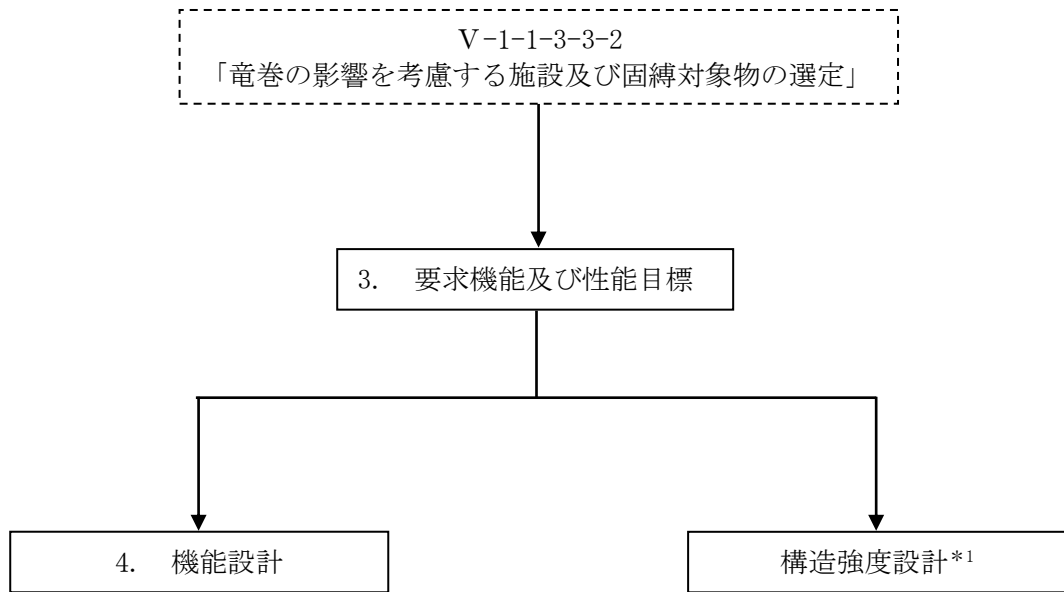 Ⅴ-1-1-3-3-2
「竜巻の影響を考慮する施設及び固縛対象物の選定」
3.　要求機能及び性能目標
4.　機能設計
構造強度設計*1